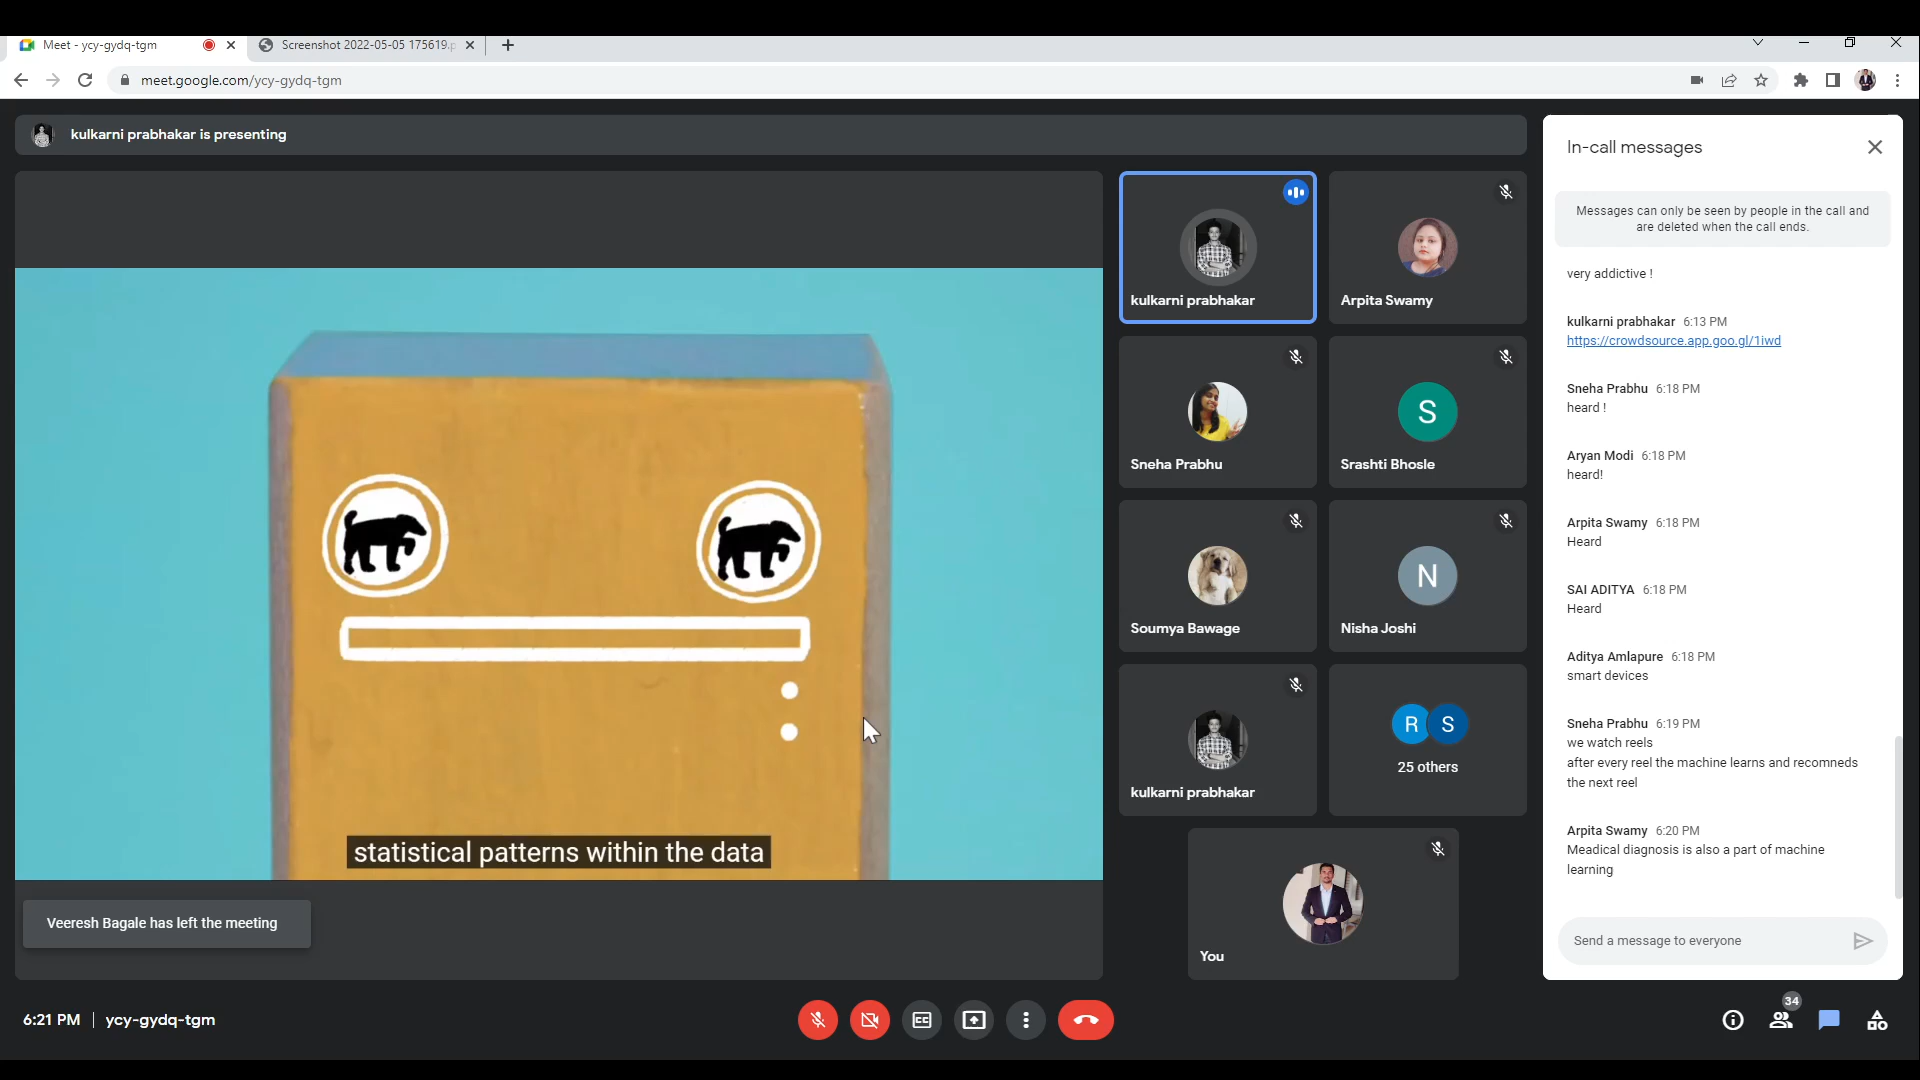 Meet - ycy-gydq-tgm
Screenshot 2022-05-05 175619.p
meet.google.com/ycy-gydq-tgm
kulkarni prabhakar is presenting
statistical patterns within the data
Veeresh Bagale has left the meeting
kulkarni prabhakar
Arpita Swamy
Sneha Prabhu
S
Srashti Bhosle
Soumya Bawage
N
Nisha Joshi
kulkarni prabhakar
R S
25 others
You
In-call messages
Messages can only be seen by people in the call and
are deleted when the call ends.
very addictive !
kulkarni prabhakar 6:13 PM
https://crowdsource.app.goo.gl/1iwd
Sneha Prabhu 6:18 PM
heard !
Aryan Modi 6:18 PM
heard!
Arpita Swamy 6:18 PM
Heard
SAI ADITYA 6:18 PM
Heard
Aditya Amlapure 6:18 PM
smart devices
Sneha Prabhu 6:19 PM
we watch reels
after every reel the machine learns and recomneds
the next reel
Arpita Swamy 6:20 PM
Meadical diagnosis is also a part of machine
learning
Send a message to everyone
6:21 PM | ycy-gydq-tgm
CC
34